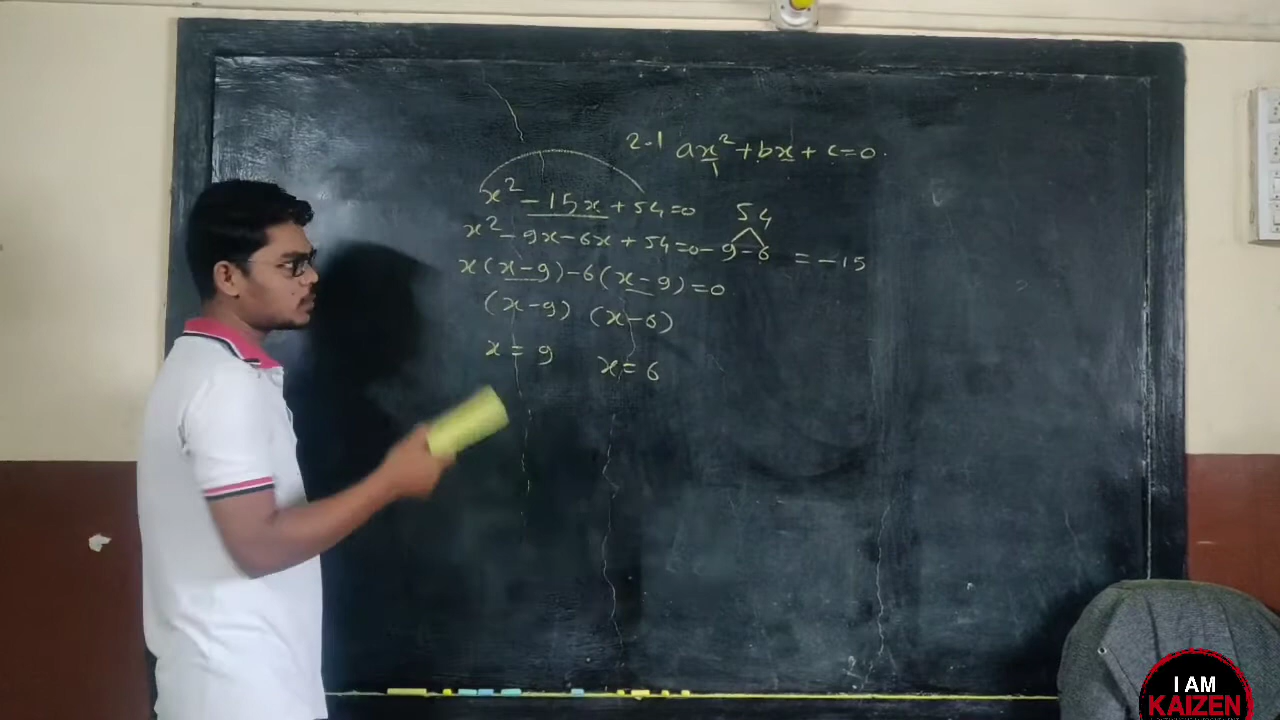 2.1 ax² + bx + c = 0.
1
x² - 15x + 54 = 0
54
x² - 9x - 6x + 54 = 0
- 9 - 6 = - 15
x (x - 9) - 6 (x - 9) = 0
(x - 9) (x - 6)
x = 9 x = 6
I AM
KAIZEN